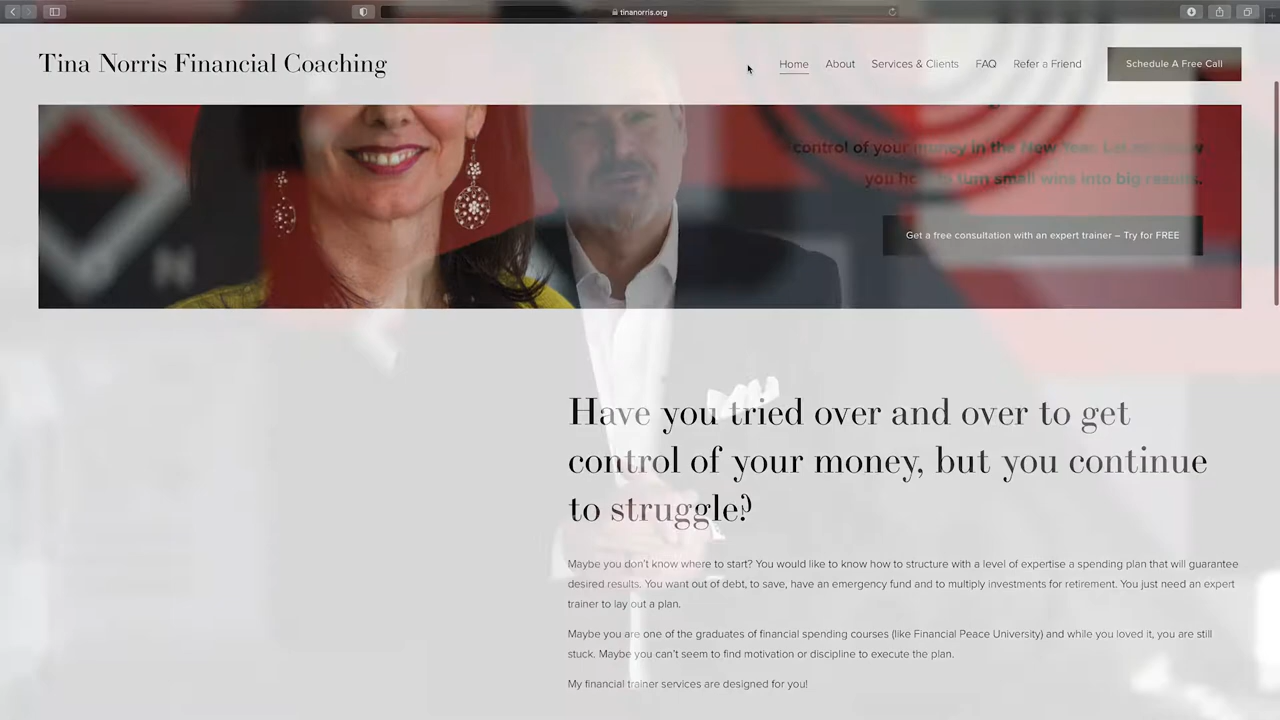 tinanorris.org
Tina Norris Financial Coaching
Home About Services & Clients FAQ Refer a Friend Schedule A Free Call
control of your money in the New Year. Let me show
you how to turn small wins into big results.
Get a free consultation with an expert trainer – Try for FREE
Have you tried over and over to get
control of your money, but you continue
to struggle?
Maybe you don't know where to start? You would like to know how to structure with a level of expertise a spending plan that will guarantee
desired results. You want out of debt, to save, have an emergency fund and to multiply investments for retirement. You just need an expert
trainer to lay out a plan.
Maybe you are one of the graduates of financial spending courses (like Financial Peace University) and while you loved it, you are still
stuck. Maybe you can't seem to find motivation or discipline to execute the plan.
My financial trainer services are designed for you!